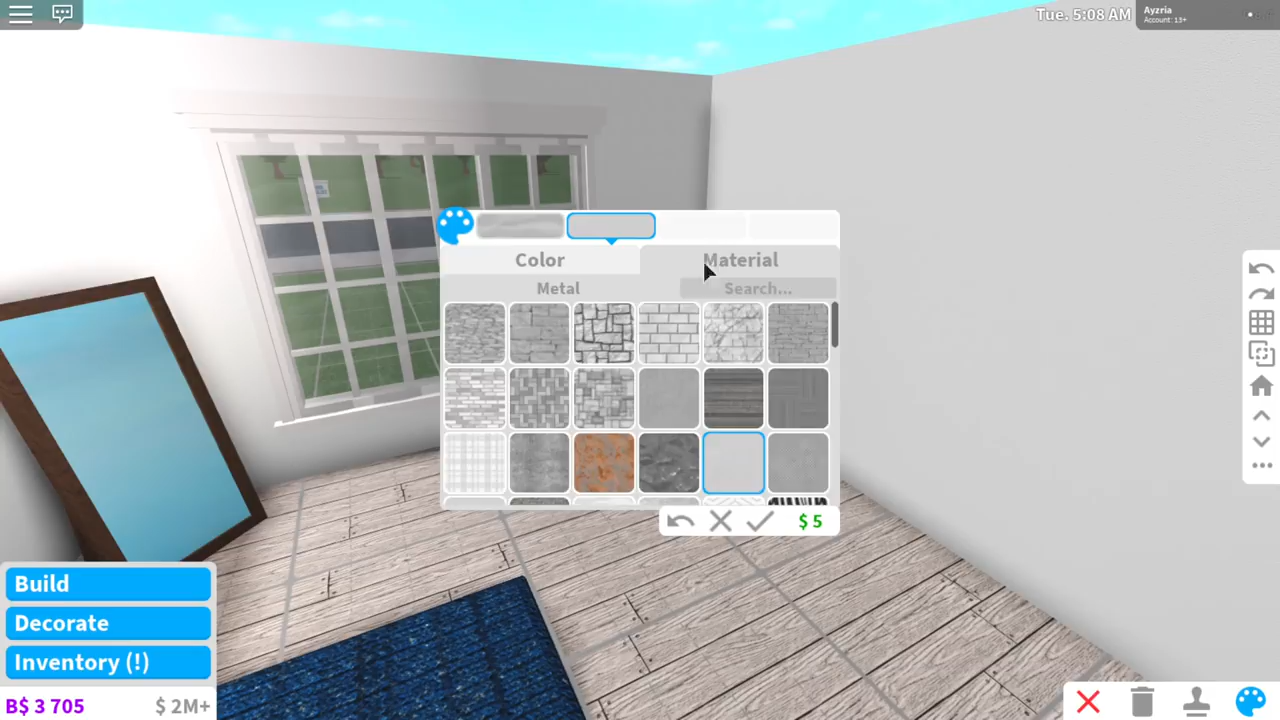 Tue. 5:08 AM
Ayzria
Account: 13+
Color
Material
Metal
Search...
$ 5
Build
Decorate
Inventory (!)
B$ 3 705
$ 2M+